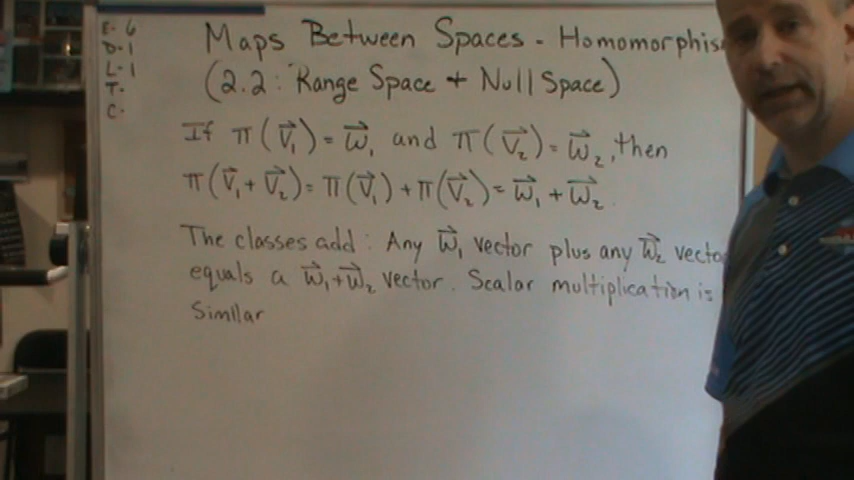 E- 6
D- 1
L- 1
T-
C-
Maps Between Spaces - Homomorphis
(2.2: Range Space + Null Space)
If π(v⃗₁) = w⃗₁ and π(v⃗₂) = w⃗₂, then
π(v⃗₁ + v⃗₂) = π(v⃗₁) + π(v⃗₂) = w⃗₁ + w⃗₂.
The classes add: Any w⃗₁ vector plus any w⃗₂ vecto
equals a w⃗₁+w⃗₂ vector. Scalar multiplication is
Similar